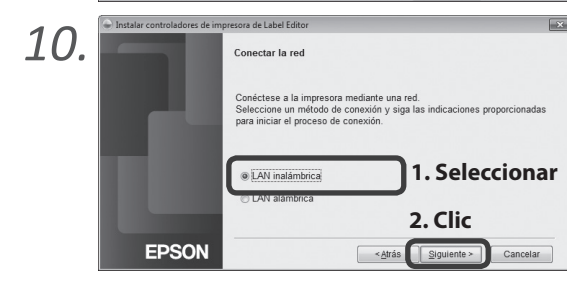 10.
Instalar controladores de impresora de Label Editor
Conectar la red
Conéctese a la impresora mediante una red.
Seleccione un método de conexión y siga las indicaciones proporcionadas
para iniciar el proceso de conexión.
LAN inalámbrica
1. Seleccionar
LAN alámbrica
2. Clic
EPSON
<Atrás
Siguiente >
Cancelar